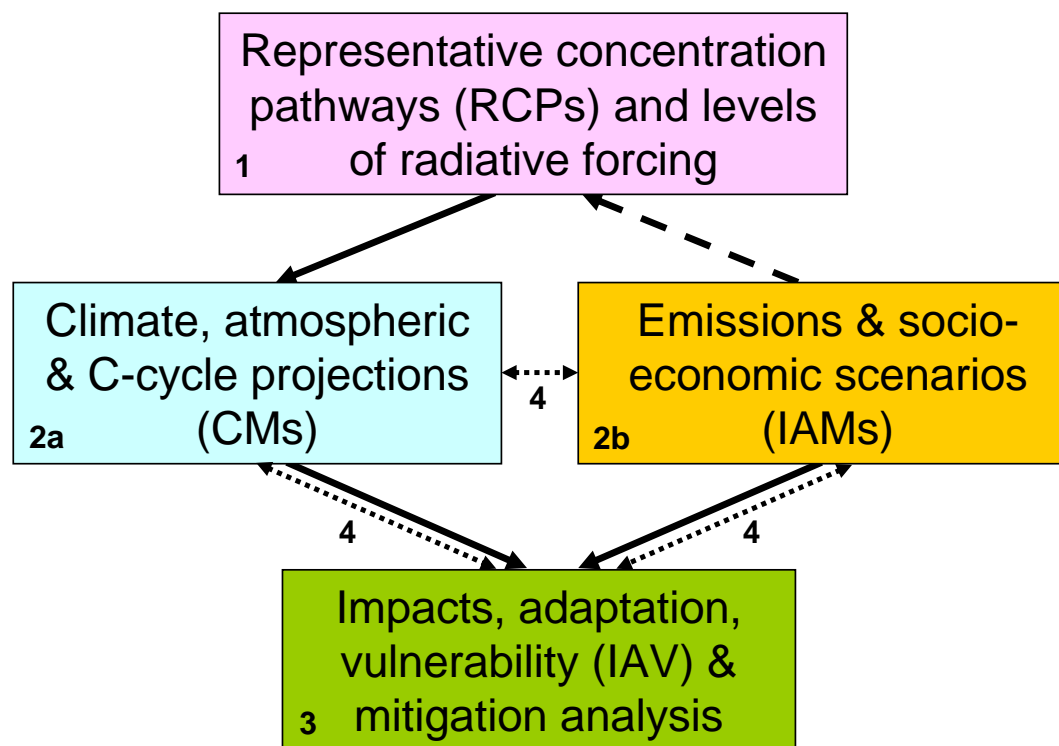 Representative concentration
pathways (RCPs) and levels
of radiative forcing
1
Climate, atmospheric
& C-cycle projections
(CMs)
2a
4
Emissions & socio-
economic scenarios
(IAMs)
2b
4
4
Impacts, adaptation,
vulnerability (IAV) &
mitigation analysis
3